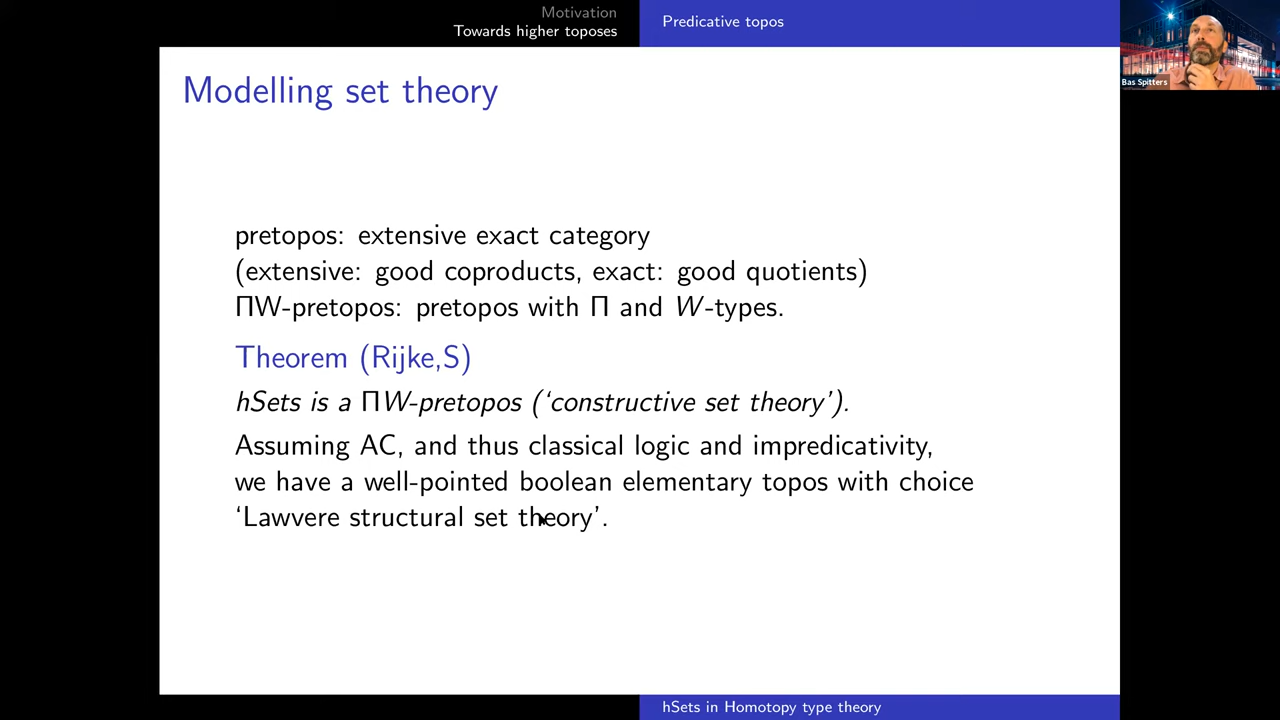 Motivation
Towards higher toposes
Predicative topos
Bas Spitters
Modelling set theory
pretopos: extensive exact category
(extensive: good coproducts, exact: good quotients)
ΠW-pretopos: pretopos with Π and W-types.
Theorem (Rijke,S)
hSets is a ΠW-pretopos (‘constructive set theory’).
Assuming AC, and thus classical logic and impredicativity,
we have a well-pointed boolean elementary topos with choice
‘Lawvere structural set theory’.
hSets in Homotopy type theory